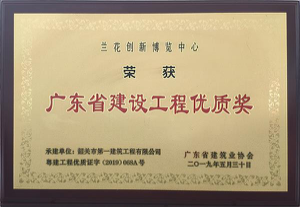 兰花创新博览中心
荣获
广东省建设工程优质奖
承建单位：韶关市第一建筑工程有限公司
粤建工程优质证字（2019）068A号
广东省建筑业协会
二〇一九年五月三十日